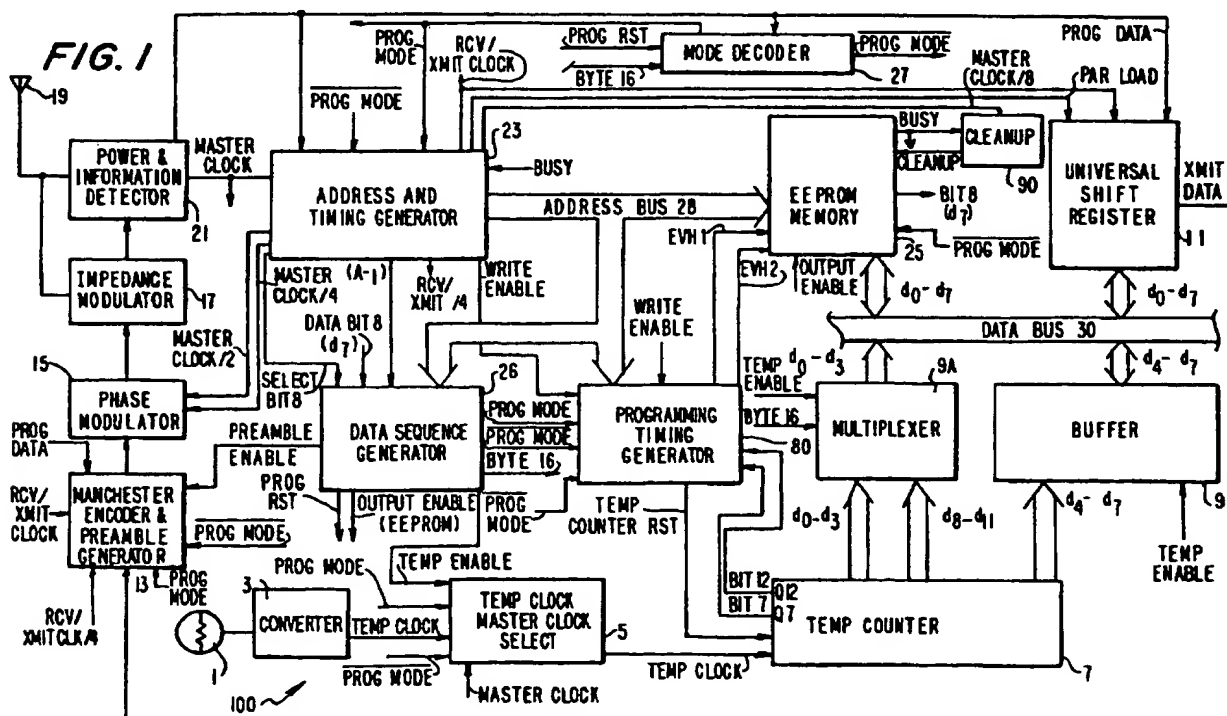 FIG. 1
19
POWER &
INFORMATION
DETECTOR
21
MASTER
CLOCK
IMPEDANCE
MODULATOR
17
15
PHASE
MODULATOR
MASTER
CLOCK/2
MASTER
CLOCK/4
SELECT
BIT 8
PROG
DATA
RCV/
XMIT
CLOCK
MANCHESTER
ENCODER &
PREAMBLE
GENERATOR
13
PROG
MODE
RCV/
XMIT CLK/4
PREAMBLE
ENABLE
PROG MODE
PROG MODE
PROG
MODE
RCV/
XMIT CLOCK
23
ADDRESS AND
TIMING GENERATOR
BUSY
(A-1)
RCV/
XMIT /4
WRITE
ENABLE
DATA BIT 8
(d7)
26
DATA SEQUENCE
GENERATOR
PROG
RST
OUTPUT ENABLE
(EEPROM)
PROG MODE
PROG MODE
BYTE 16
PROG
MODE
PROG RST
BYTE 16
MODE DECODER
27
PROG MODE
ADDRESS BUS 28
EVH1
EVH2
WRITE
ENABLE
PROGRAMMING
TIMING
GENERATOR
80
TEMP
COUNTER RST
EEPROM
MEMORY
25
OUTPUT
ENABLE
BUSY
CLEANUP
CLEANUP
90
BIT 8
(d7)
PROG MODE
MASTER
CLOCK/8
PROG DATA
PAR LOAD
UNIVERSAL
SHIFT
REGISTER
11
XMIT
DATA
d0-d7
d0-d7
DATA BUS 30
TEMP
ENABLE
d0-d3
BYTE 16
9A
MULTIPLEXER
d4-d7
BUFFER
9
TEMP
ENABLE
d0-d3
d8-d11
d4-d7
BIT 12
BIT 7
Q12
Q7
TEMP COUNTER
7
1
3
CONVERTER
TEMP CLOCK
PROG MODE
TEMP ENABLE
PROG MODE
TEMP CLOCK
MASTER CLOCK
SELECT
5
MASTER CLOCK
TEMP CLOCK
100